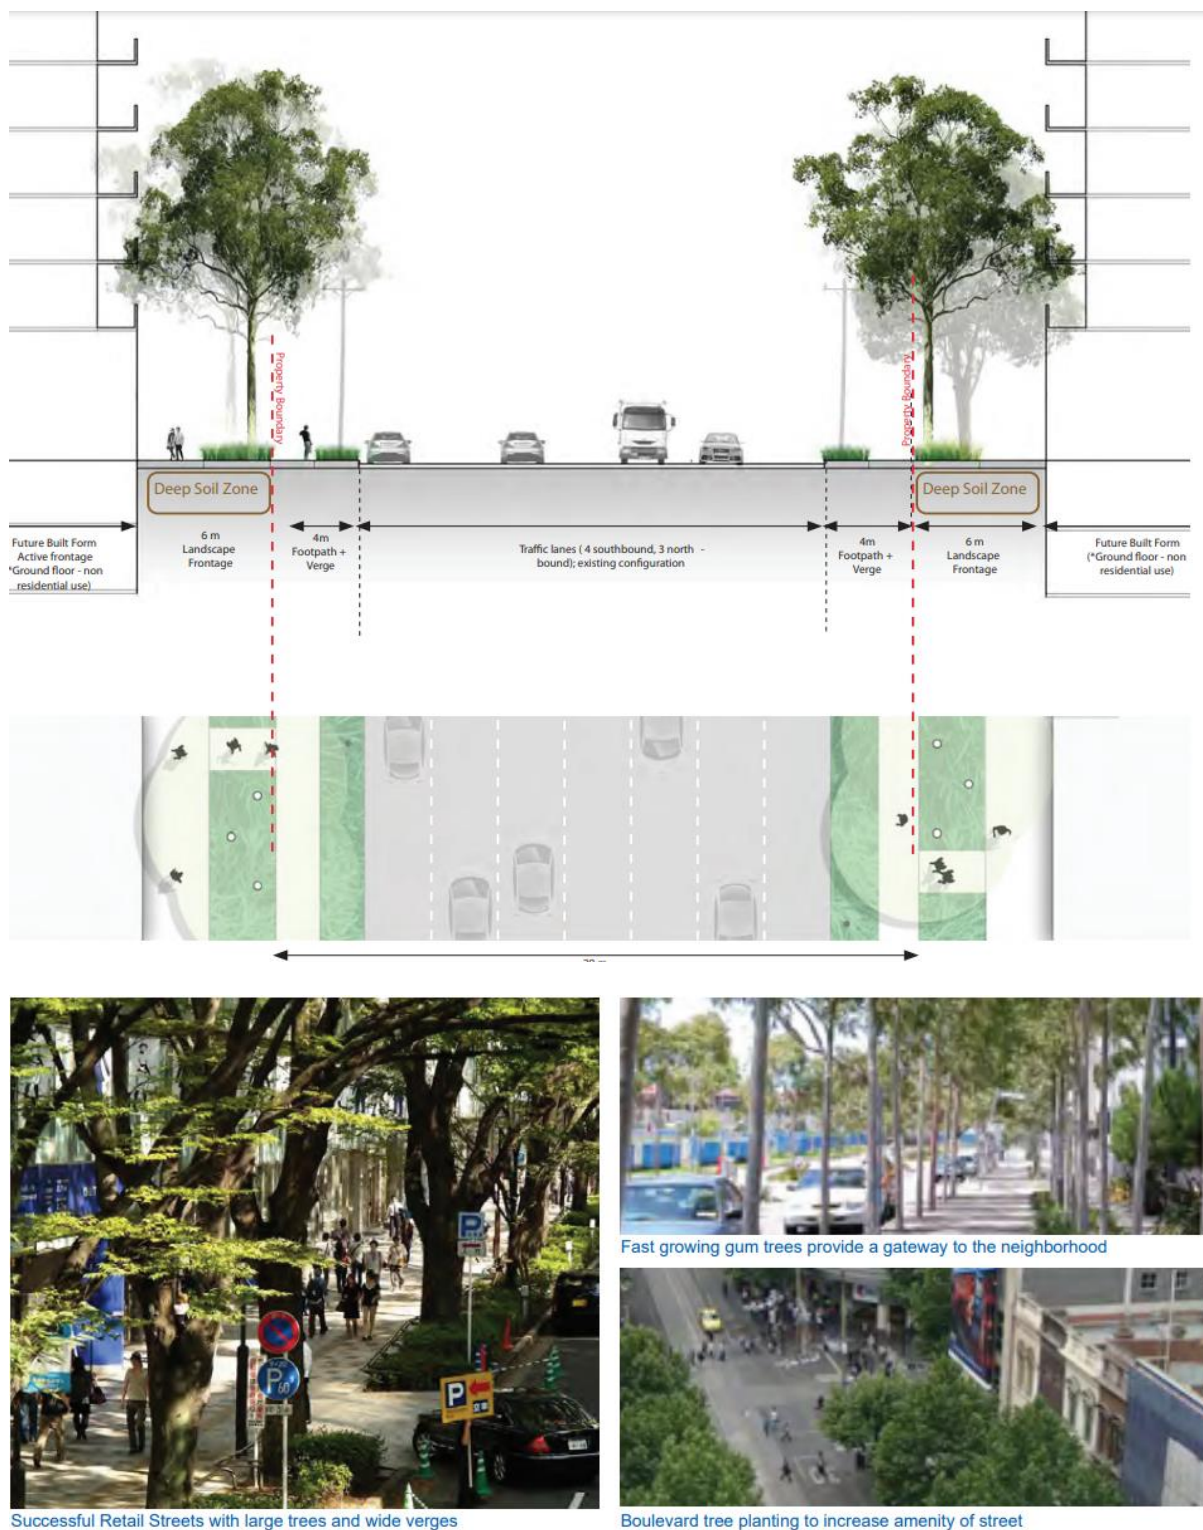 Property Boundary
Property Boundary
Deep Soil Zone
Deep Soil Zone
Future Built Form
Active frontage
*Ground floor - non
residential use)
6 m
Landscape
Frontage
4m
Footpath +
Verge
Traffic lanes ( 4 southbound, 3 north -
bound); existing configuration
4m
Footpath +
Verge
6 m
Landscape
Frontage
Future Built Form
(*Ground floor - non
residential use)
P
P
60
P
Successful Retail Streets with large trees and wide verges
Fast growing gum trees provide a gateway to the neighborhood
Boulevard tree planting to increase amenity of street